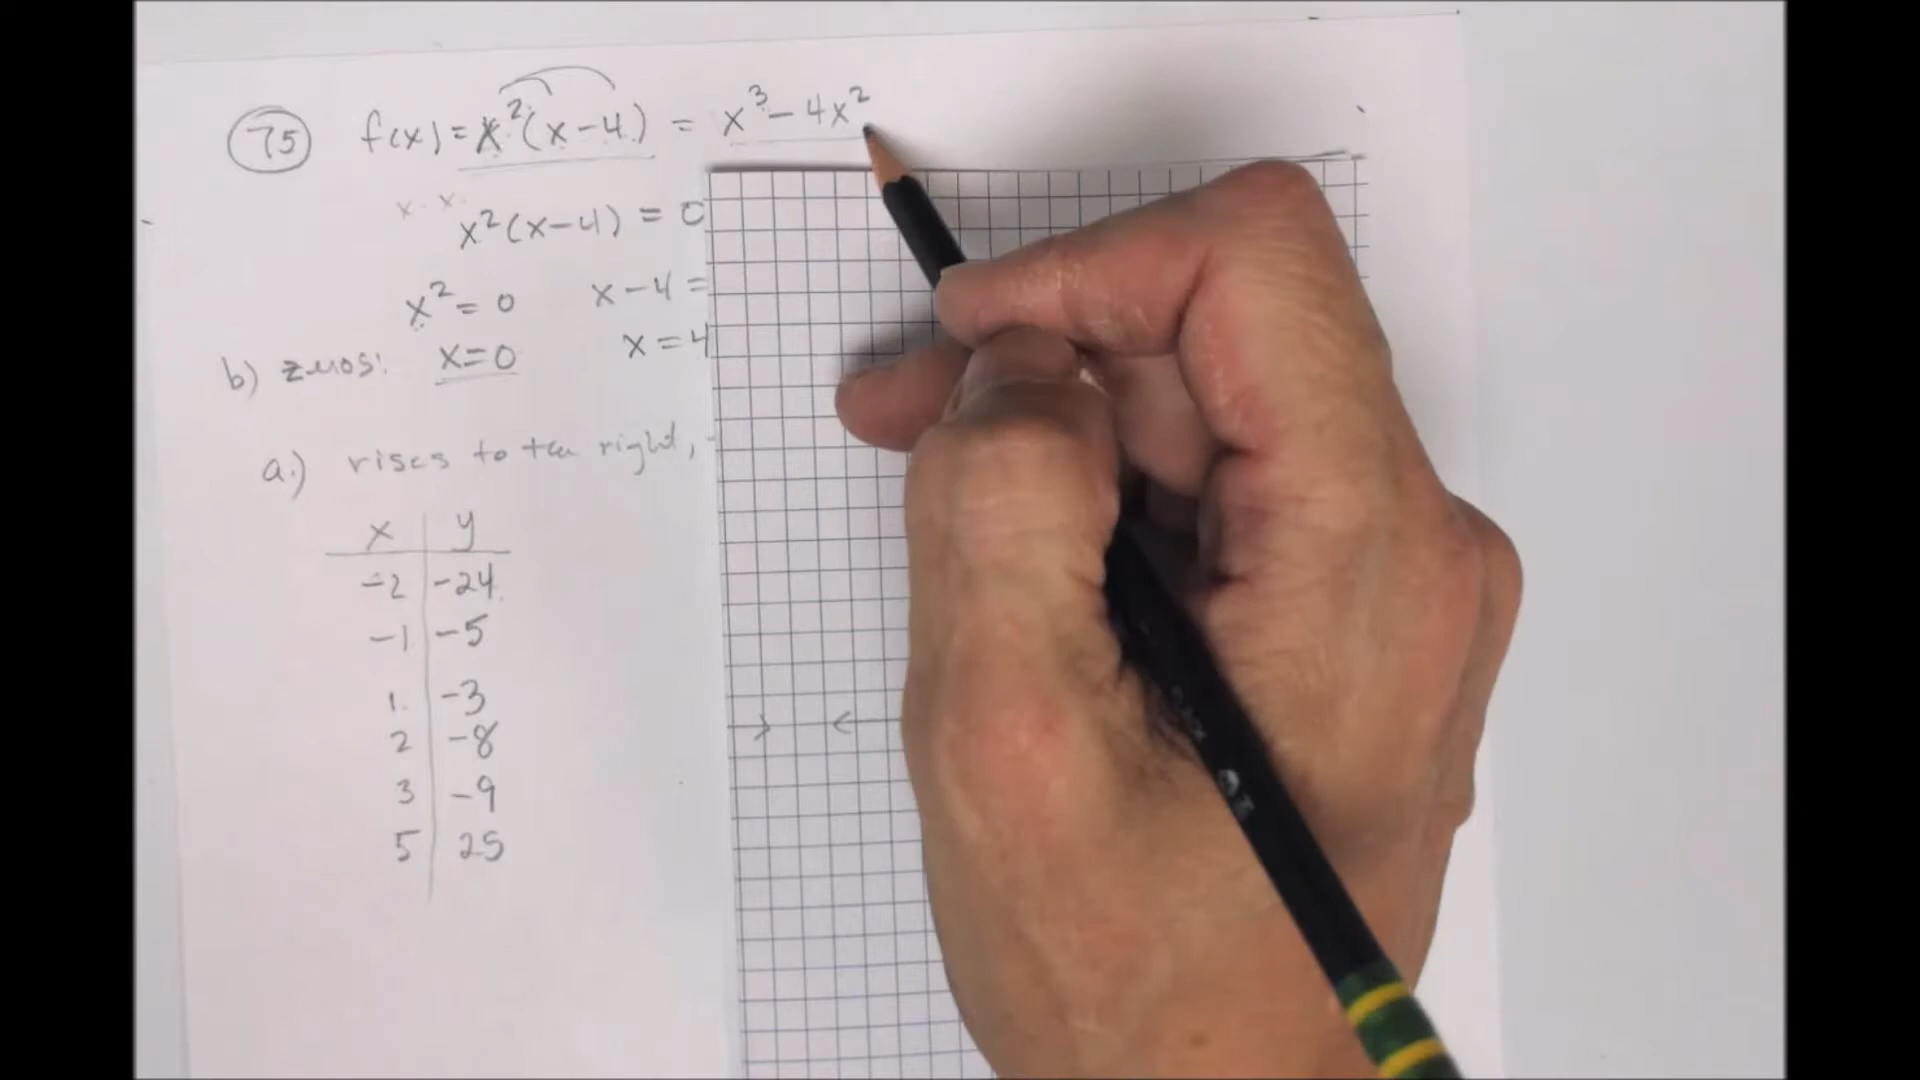 75 f(x) = x²(x-4) = x³-4x²
x · x
x²(x-4) = 0
x² = 0 x-4 =
b) zeros: x=0 x=4
a.) rises to the right,
x y
-2 -24
-1 -5
1 -3
2 -8
3 -9
5 25